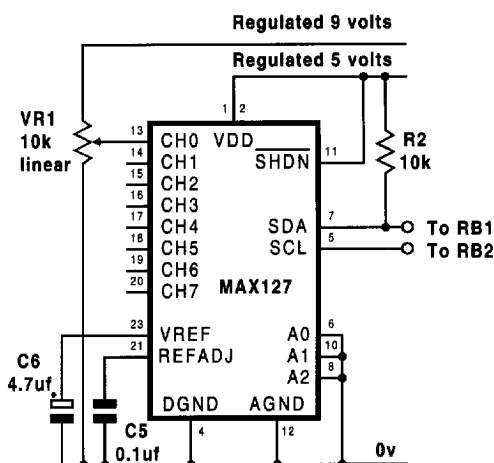 Regulated 9 volts
Regulated 5 volts
1 2
VR1
10k
linear
13 CH0 VDD
14 CH1 SHDN 11
15 CH2
16 CH3
17 CH4
18 CH5
19 CH6
20 CH7
R2
10k
SDA 7 To RB1
SCL 5 To RB2
MAX127
23 VREF
21 REFADJ
A0 6
A1 10
A2 8
C6
4.7uf
+
DGND AGND
C5
0.1uf
4
12
0v